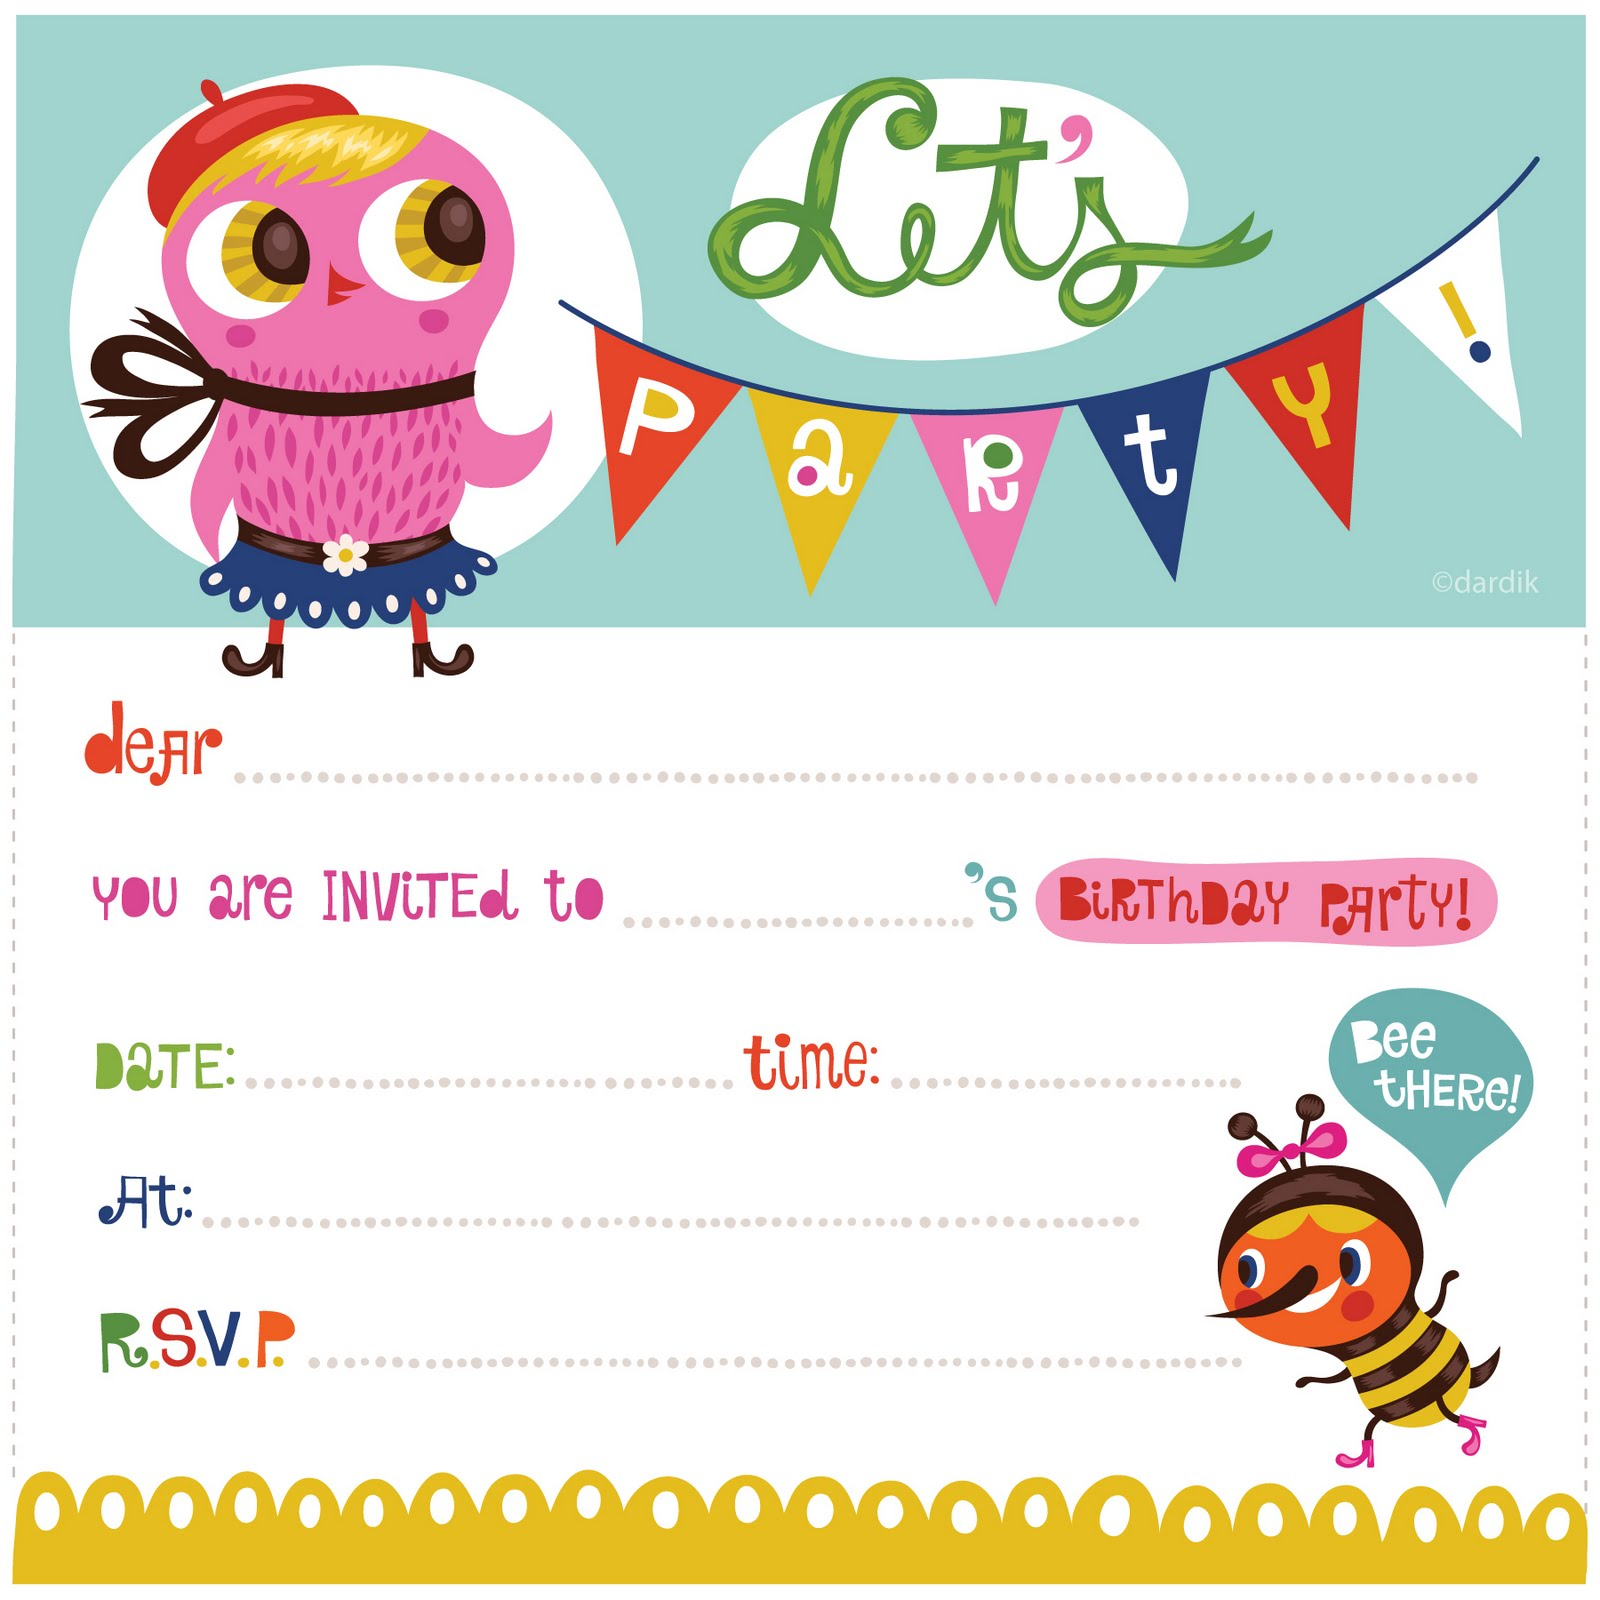 Let's
Party!
©dardik
dear
you are INViTEd to 's BiRThDaY PArTy!
Bee
tHERe!
DaTE: time:
At:
R.S.V.P.